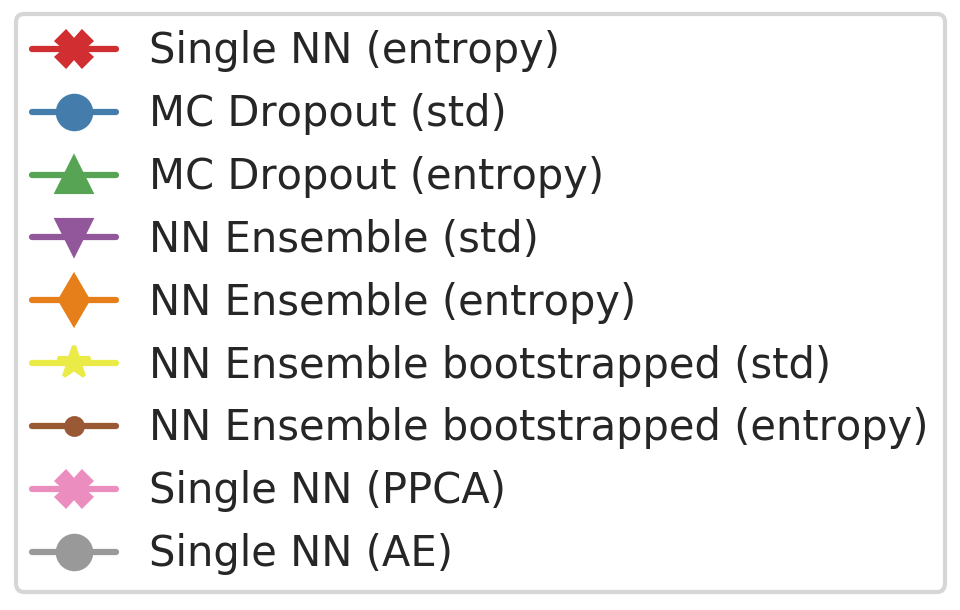 Single NN (entropy)
MC Dropout (std)
MC Dropout (entropy)
NN Ensemble (std)
NN Ensemble (entropy)
NN Ensemble bootstrapped (std)
NN Ensemble bootstrapped (entropy)
Single NN (PPCA)
Single NN (AE)